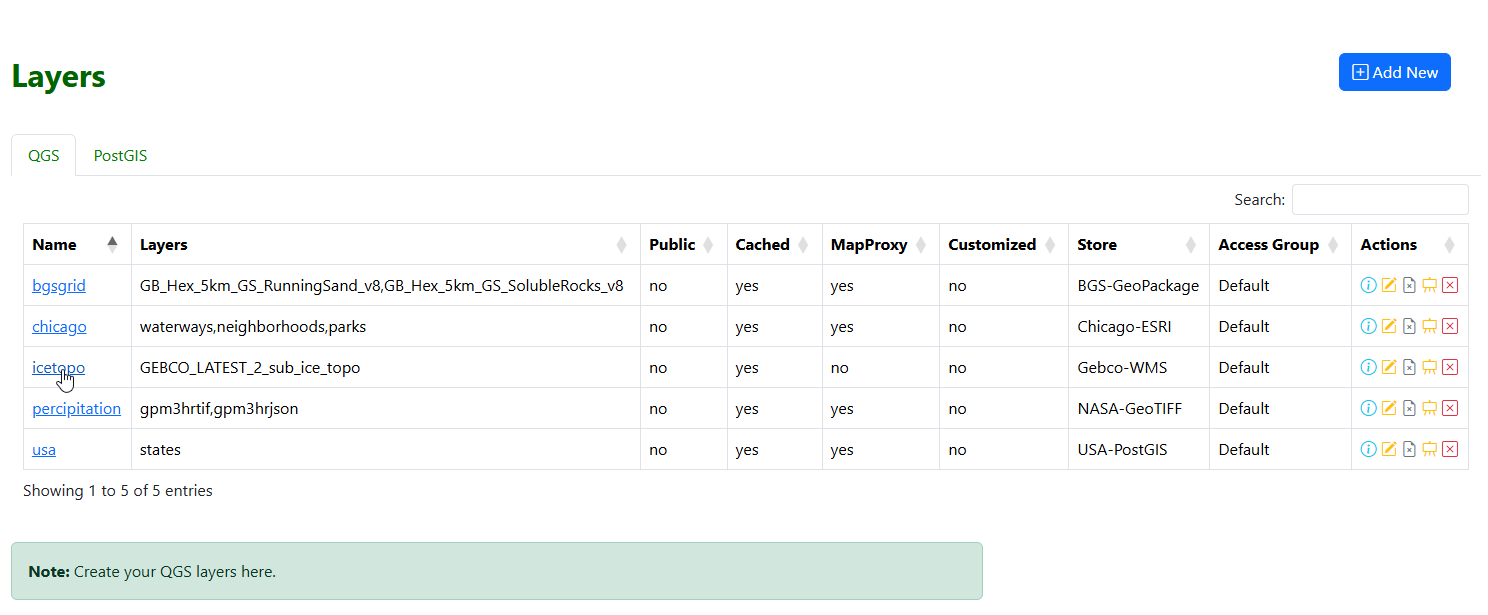 Layers
Add New
QGS PostGIS
Search:
Name Layers Public Cached MapProxy Customized Store Access Group Actions
bgsgrid GB_Hex_5km_GS_RunningSand_v8,GB_Hex_5km_GS_SolubleRocks_v8 no yes yes no BGS-GeoPackage Default
chicago waterways,neighborhoods,parks no yes yes no Chicago-ESRI Default
icetopo GEBCO_LATEST_2_sub_ice_topo no yes no no Gebco-WMS Default
percipitation gpm3hrtif,gpm3hrjson no yes yes no NASA-GeoTIFF Default
usa states no yes yes no USA-PostGIS Default
Showing 1 to 5 of 5 entries
Note: Create your QGS layers here.